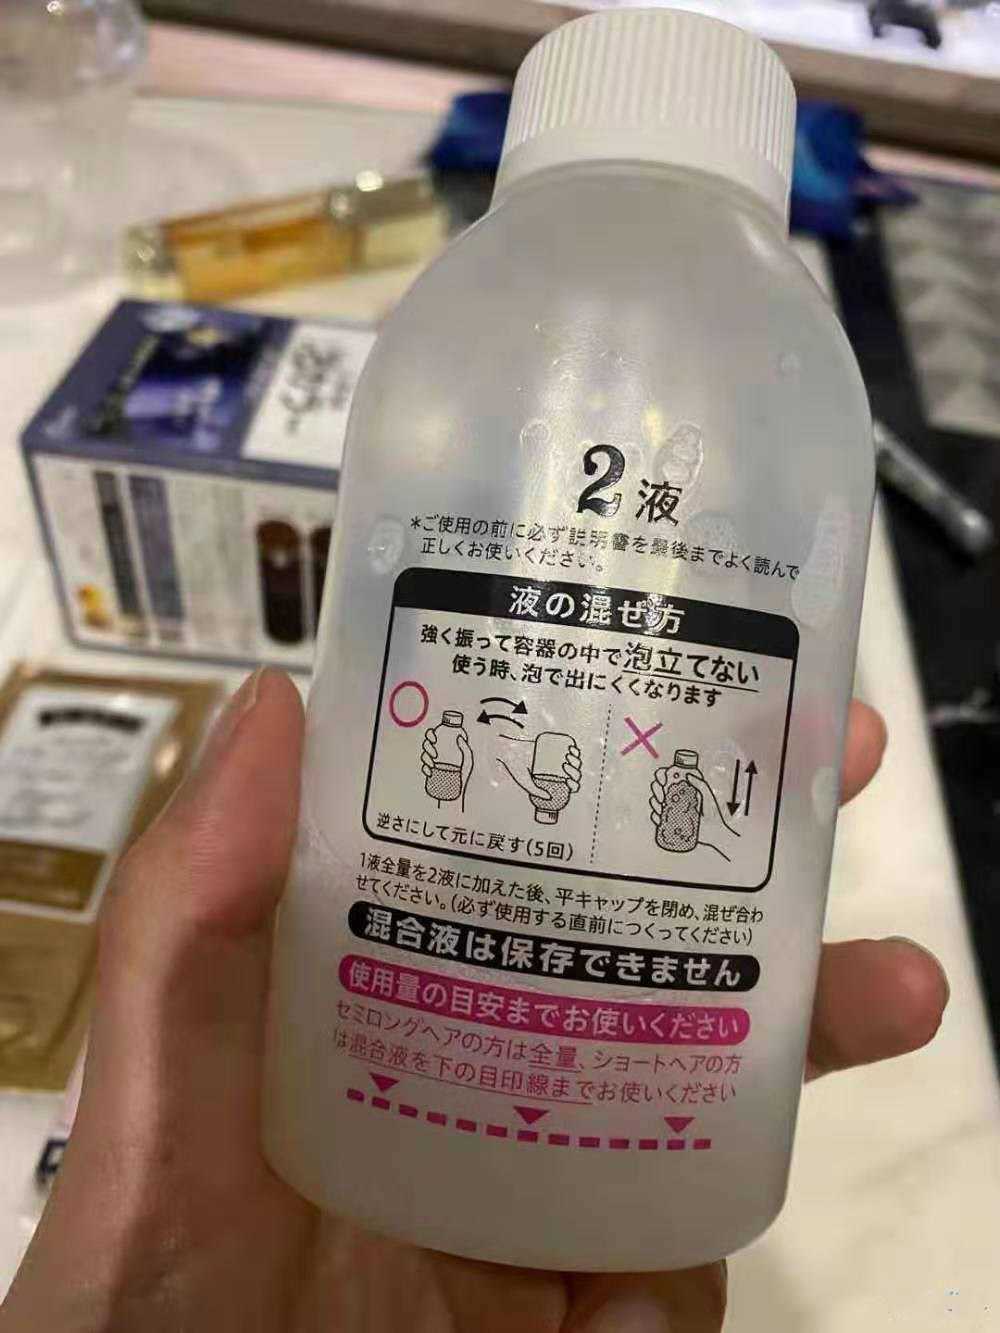 2液
*ご使用の前に必ず説明書を最後までよく読んで
正しくお使いください。
液の混ぜ方
強く振って容器の中で泡立てない
使う時、泡で出にくくなります
逆さにして元に戻す(5回)
1液全量を2液に加えた後、平キャップを閉め、混ぜ合わ
せてください。(必ず使用する直前につくってください)
混合液は保存できません
使用量の目安までお使いください
セミロングヘアの方は全量、ショートヘアの方
は混合液を下の目印線までお使いください